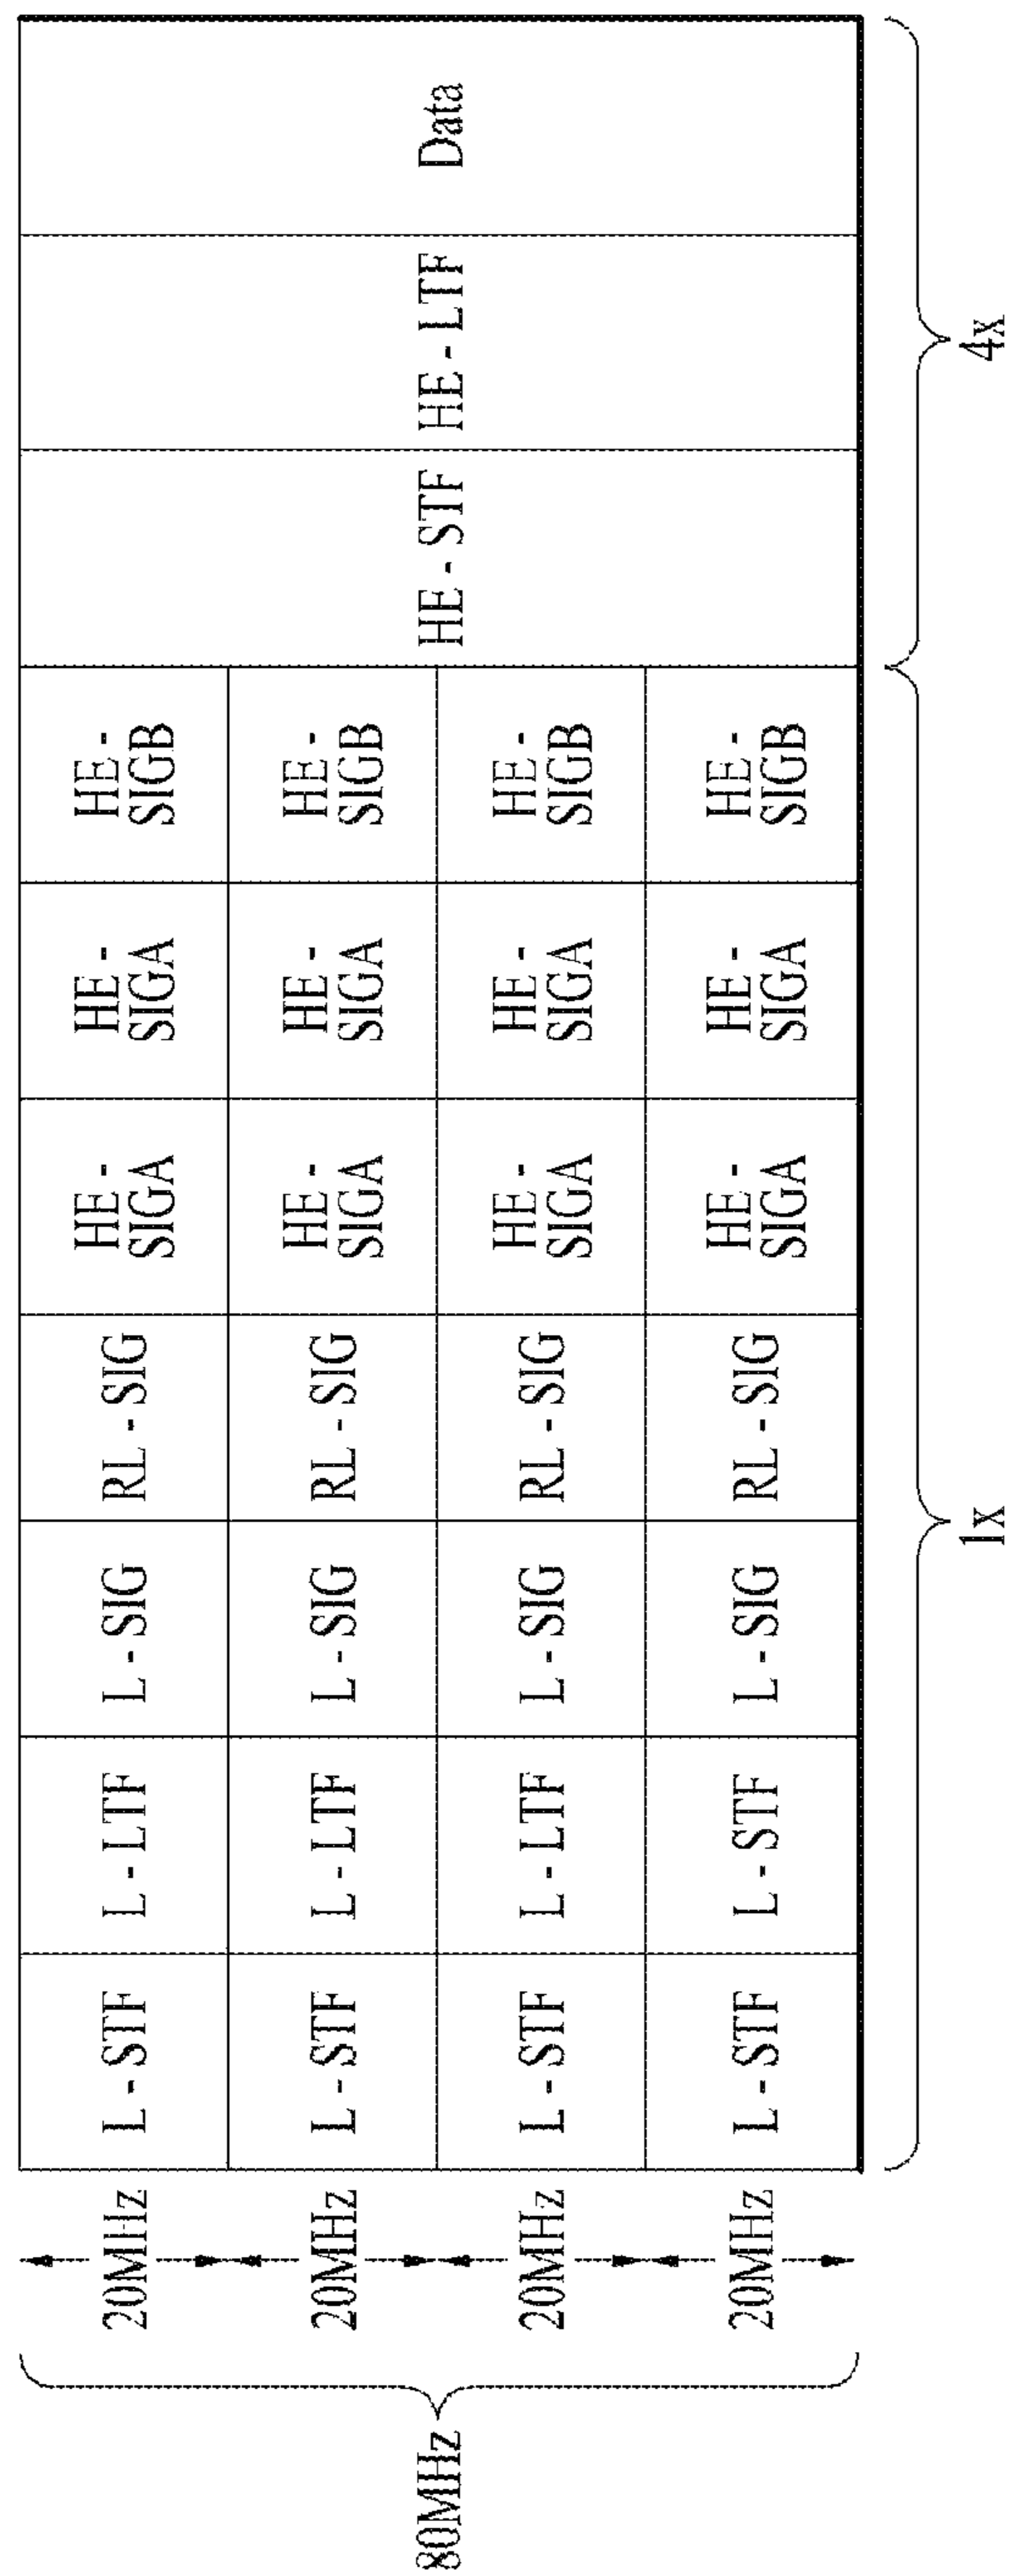 80MHz
20MHz
L - STF
L - LTF
L - SIG
RL - SIG
HE -
SIGA
HE -
SIGA
HE -
SIGB
20MHz
L - STF
L - LTF
L - SIG
RL - SIG
HE -
SIGA
HE -
SIGA
HE -
SIGB
20MHz
L - STF
L - LTF
L - SIG
RL - SIG
HE -
SIGA
HE -
SIGA
HE -
SIGB
20MHz
L - STF
L - STF
L - SIG
RL - SIG
HE -
SIGA
HE -
SIGA
HE -
SIGB
HE - STF
HE - LTF
Data
1x
4x